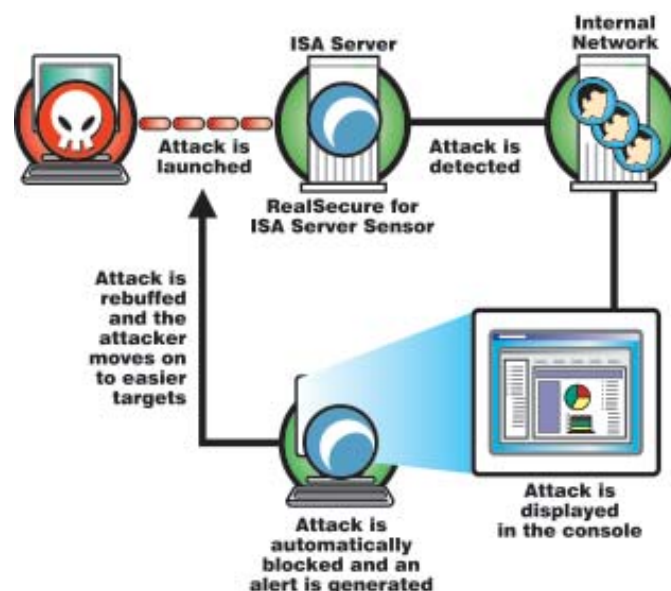 ISA Server
Internal
Network
Attack is
launched
Attack is
detected
RealSecure for
ISA Server Sensor
Attack is
rebuffed
and the
attacker
moves on
to easier
targets
Attack is
displayed
in the console
Attack is
automatically
blocked and an
alert is generated